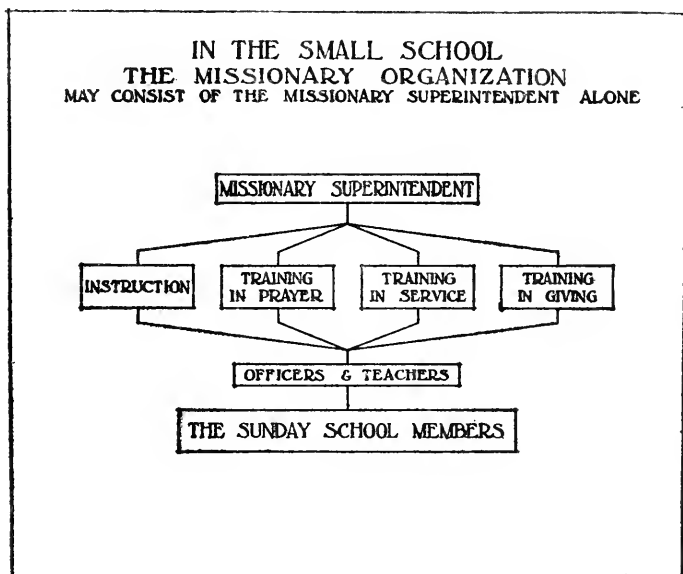 IN THE SMALL SCHOOL
THE MISSIONARY ORGANIZATION
MAY CONSIST OF THE MISSIONARY SUPERINTENDENT ALONE
MISSIONARY SUPERINTENDENT
INSTRUCTION
TRAINING
IN PRAYER
TRAINING
IN SERVICE
TRAINING
IN GIVING
OFFICERS & TEACHERS
THE SUNDAY SCHOOL MEMBERS